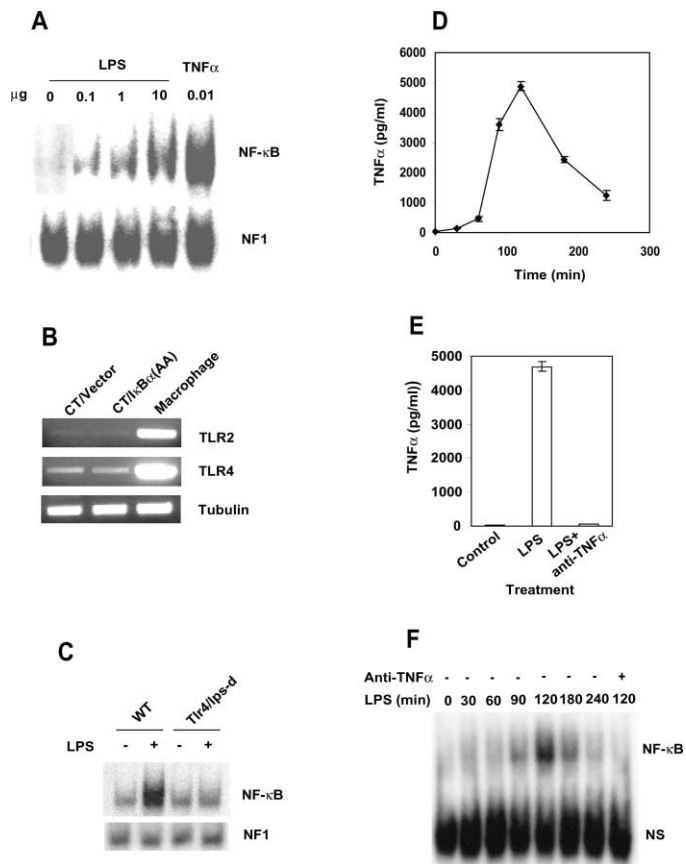 A
LPS TNFα
μg 0 0.1 1 10 0.01
NF-κB
NF1
B
CT/Vector
CT/IκBα(AA)
Macrophage
TLR2
TLR4
Tubulin
C
WT Tlr4/lps-d
LPS - + - +
NF-κB
NF1
D
6000
5000
4000
3000
2000
1000
0
TNFα (pg/ml)
0 100 200 300
Time (min)
E
5000
4000
3000
2000
1000
0
TNFα (pg/ml))
Control
LPS
LPS+
anti-TNFα
Treatment
F
Anti-TNFα - - - - - - - +
LPS (min) 0 30 60 90 120 180 240 120
NF-κB
NS